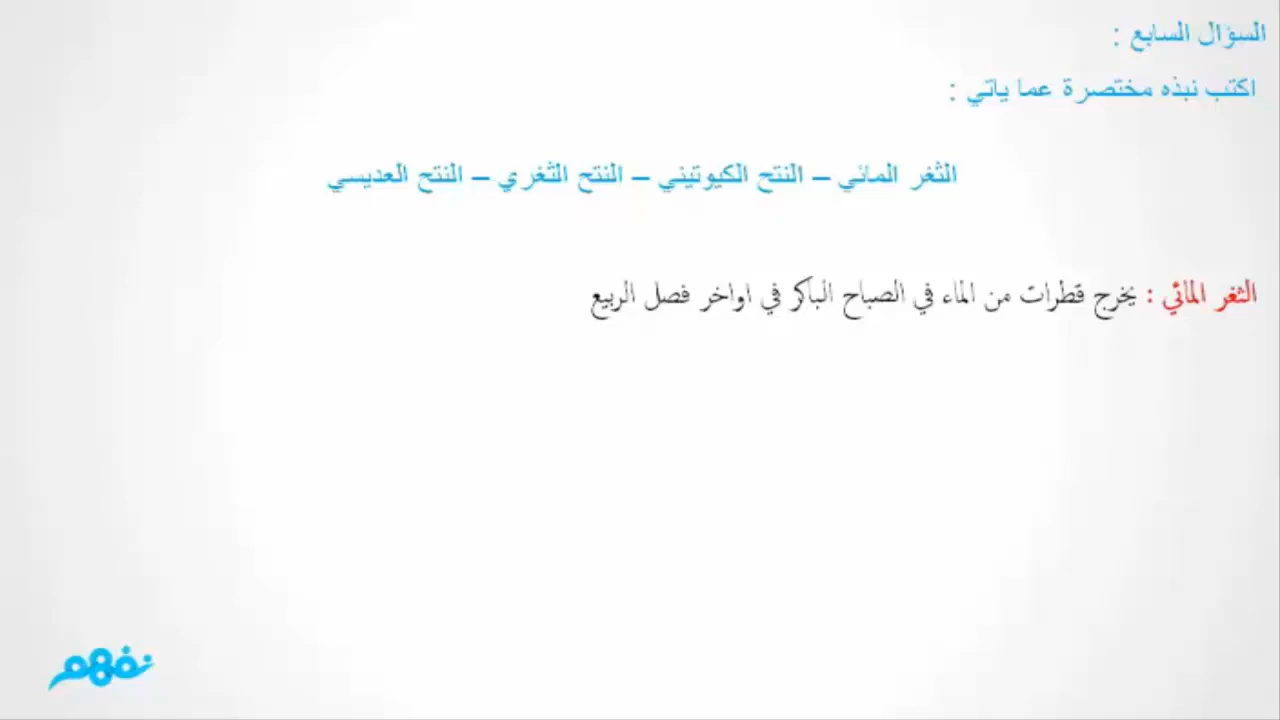 السؤال السابع :
اكتب نبذه مختصرة عما ياتي :
الثغر المائي – النتح الكيوتيني – النتح الثغري – النتح العديسي
الثغر المائي : يخرج قطرات من الماء في الصباح الباكر في اواخر فصل الربيع
نفهم